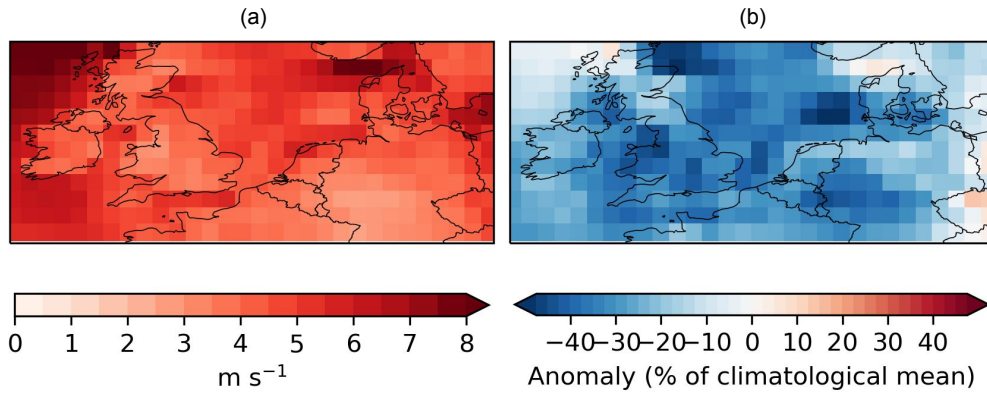 (a)
(b)
0 1 2 3 4 5 6 7 8
m s⁻¹
−40 −30 −20 −10 0 10 20 30 40
Anomaly (% of climatological mean)